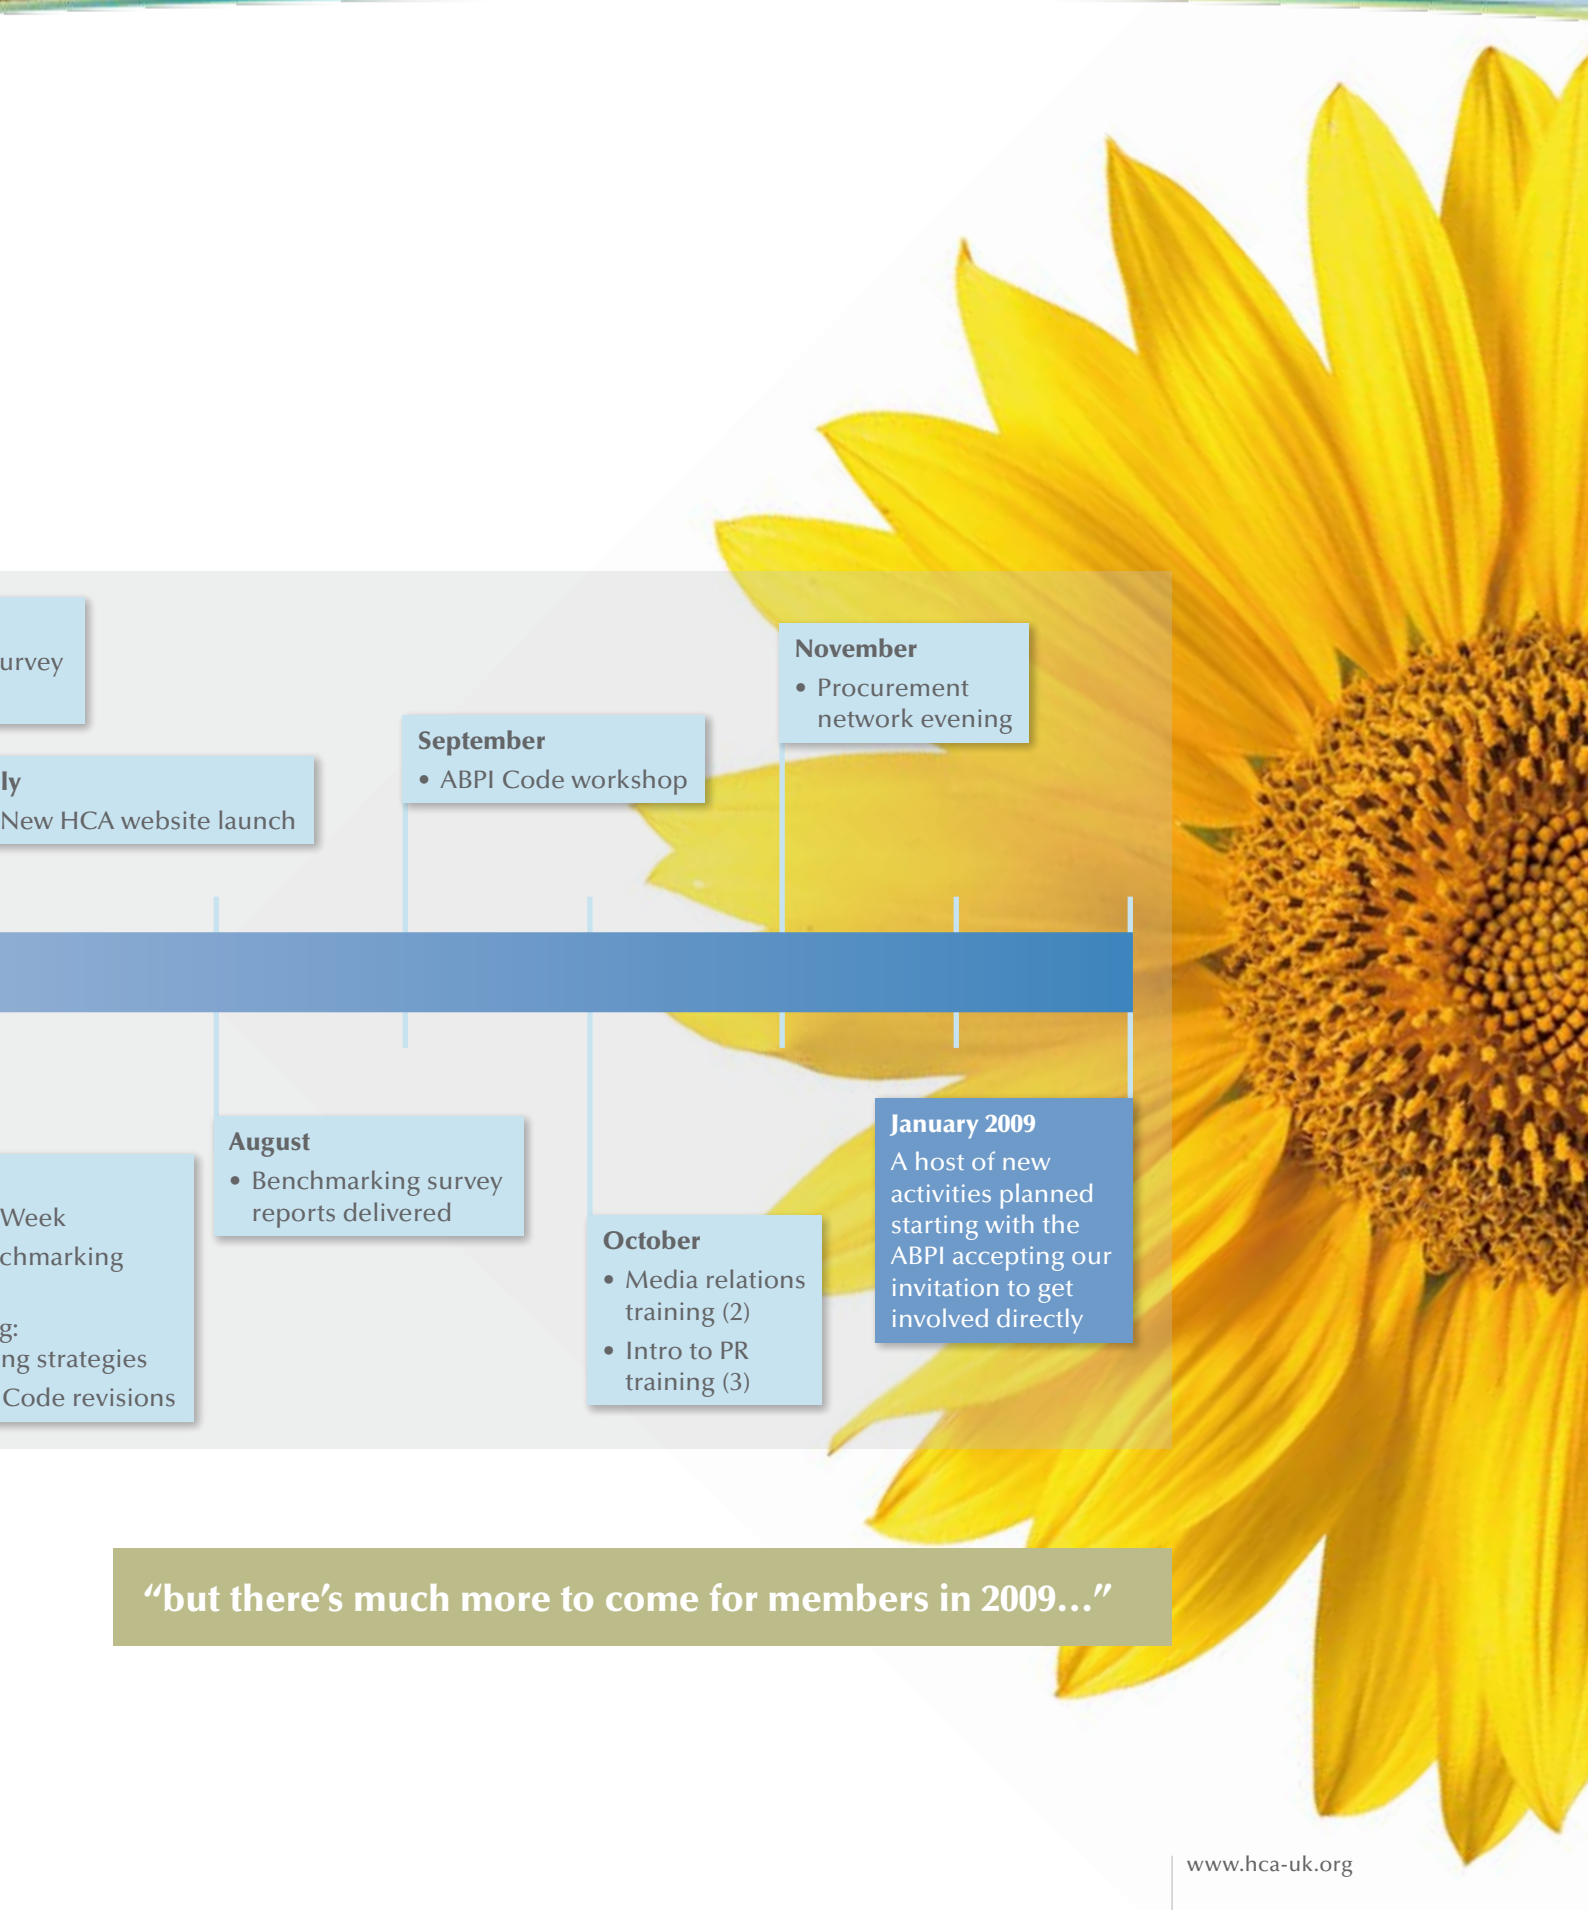 urvey
ly
New HCA website launch
September
• ABPI Code workshop
November
• Procurement
network evening
Week
chmarking
g:
ng strategies
Code revisions
August
• Benchmarking survey
reports delivered
October
• Media relations
training (2)
• Intro to PR
training (3)
January 2009
A host of new
activities planned
starting with the
ABPI accepting our
invitation to get
involved directly
“but there’s much more to come for members in 2009...”
www.hca-uk.org